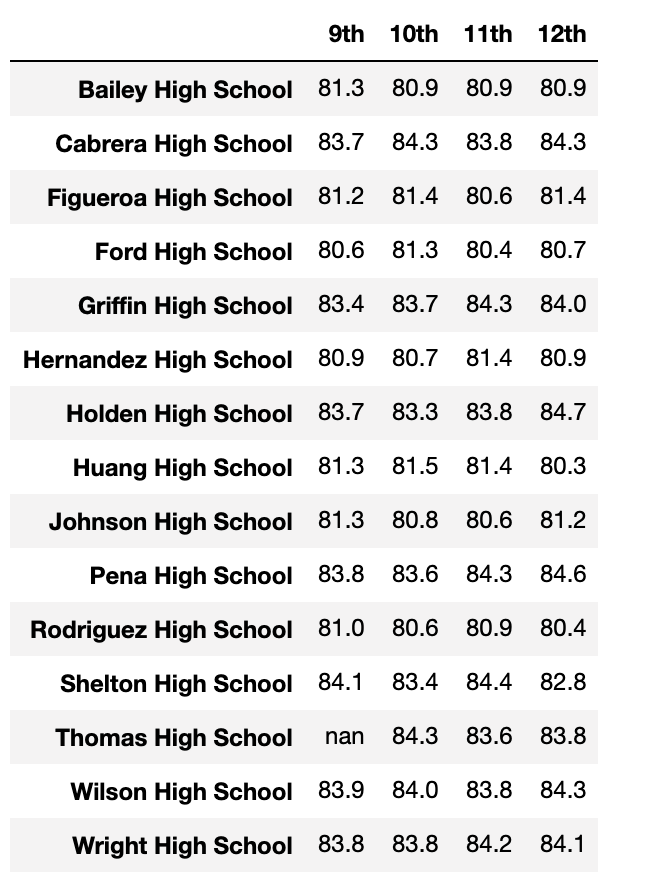 9th 10th 11th 12th
Bailey High School 81.3 80.9 80.9 80.9
Cabrera High School 83.7 84.3 83.8 84.3
Figueroa High School 81.2 81.4 80.6 81.4
Ford High School 80.6 81.3 80.4 80.7
Griffin High School 83.4 83.7 84.3 84.0
Hernandez High School 80.9 80.7 81.4 80.9
Holden High School 83.7 83.3 83.8 84.7
Huang High School 81.3 81.5 81.4 80.3
Johnson High School 81.3 80.8 80.6 81.2
Pena High School 83.8 83.6 84.3 84.6
Rodriguez High School 81.0 80.6 80.9 80.4
Shelton High School 84.1 83.4 84.4 82.8
Thomas High School nan 84.3 83.6 83.8
Wilson High School 83.9 84.0 83.8 84.3
Wright High School 83.8 83.8 84.2 84.1